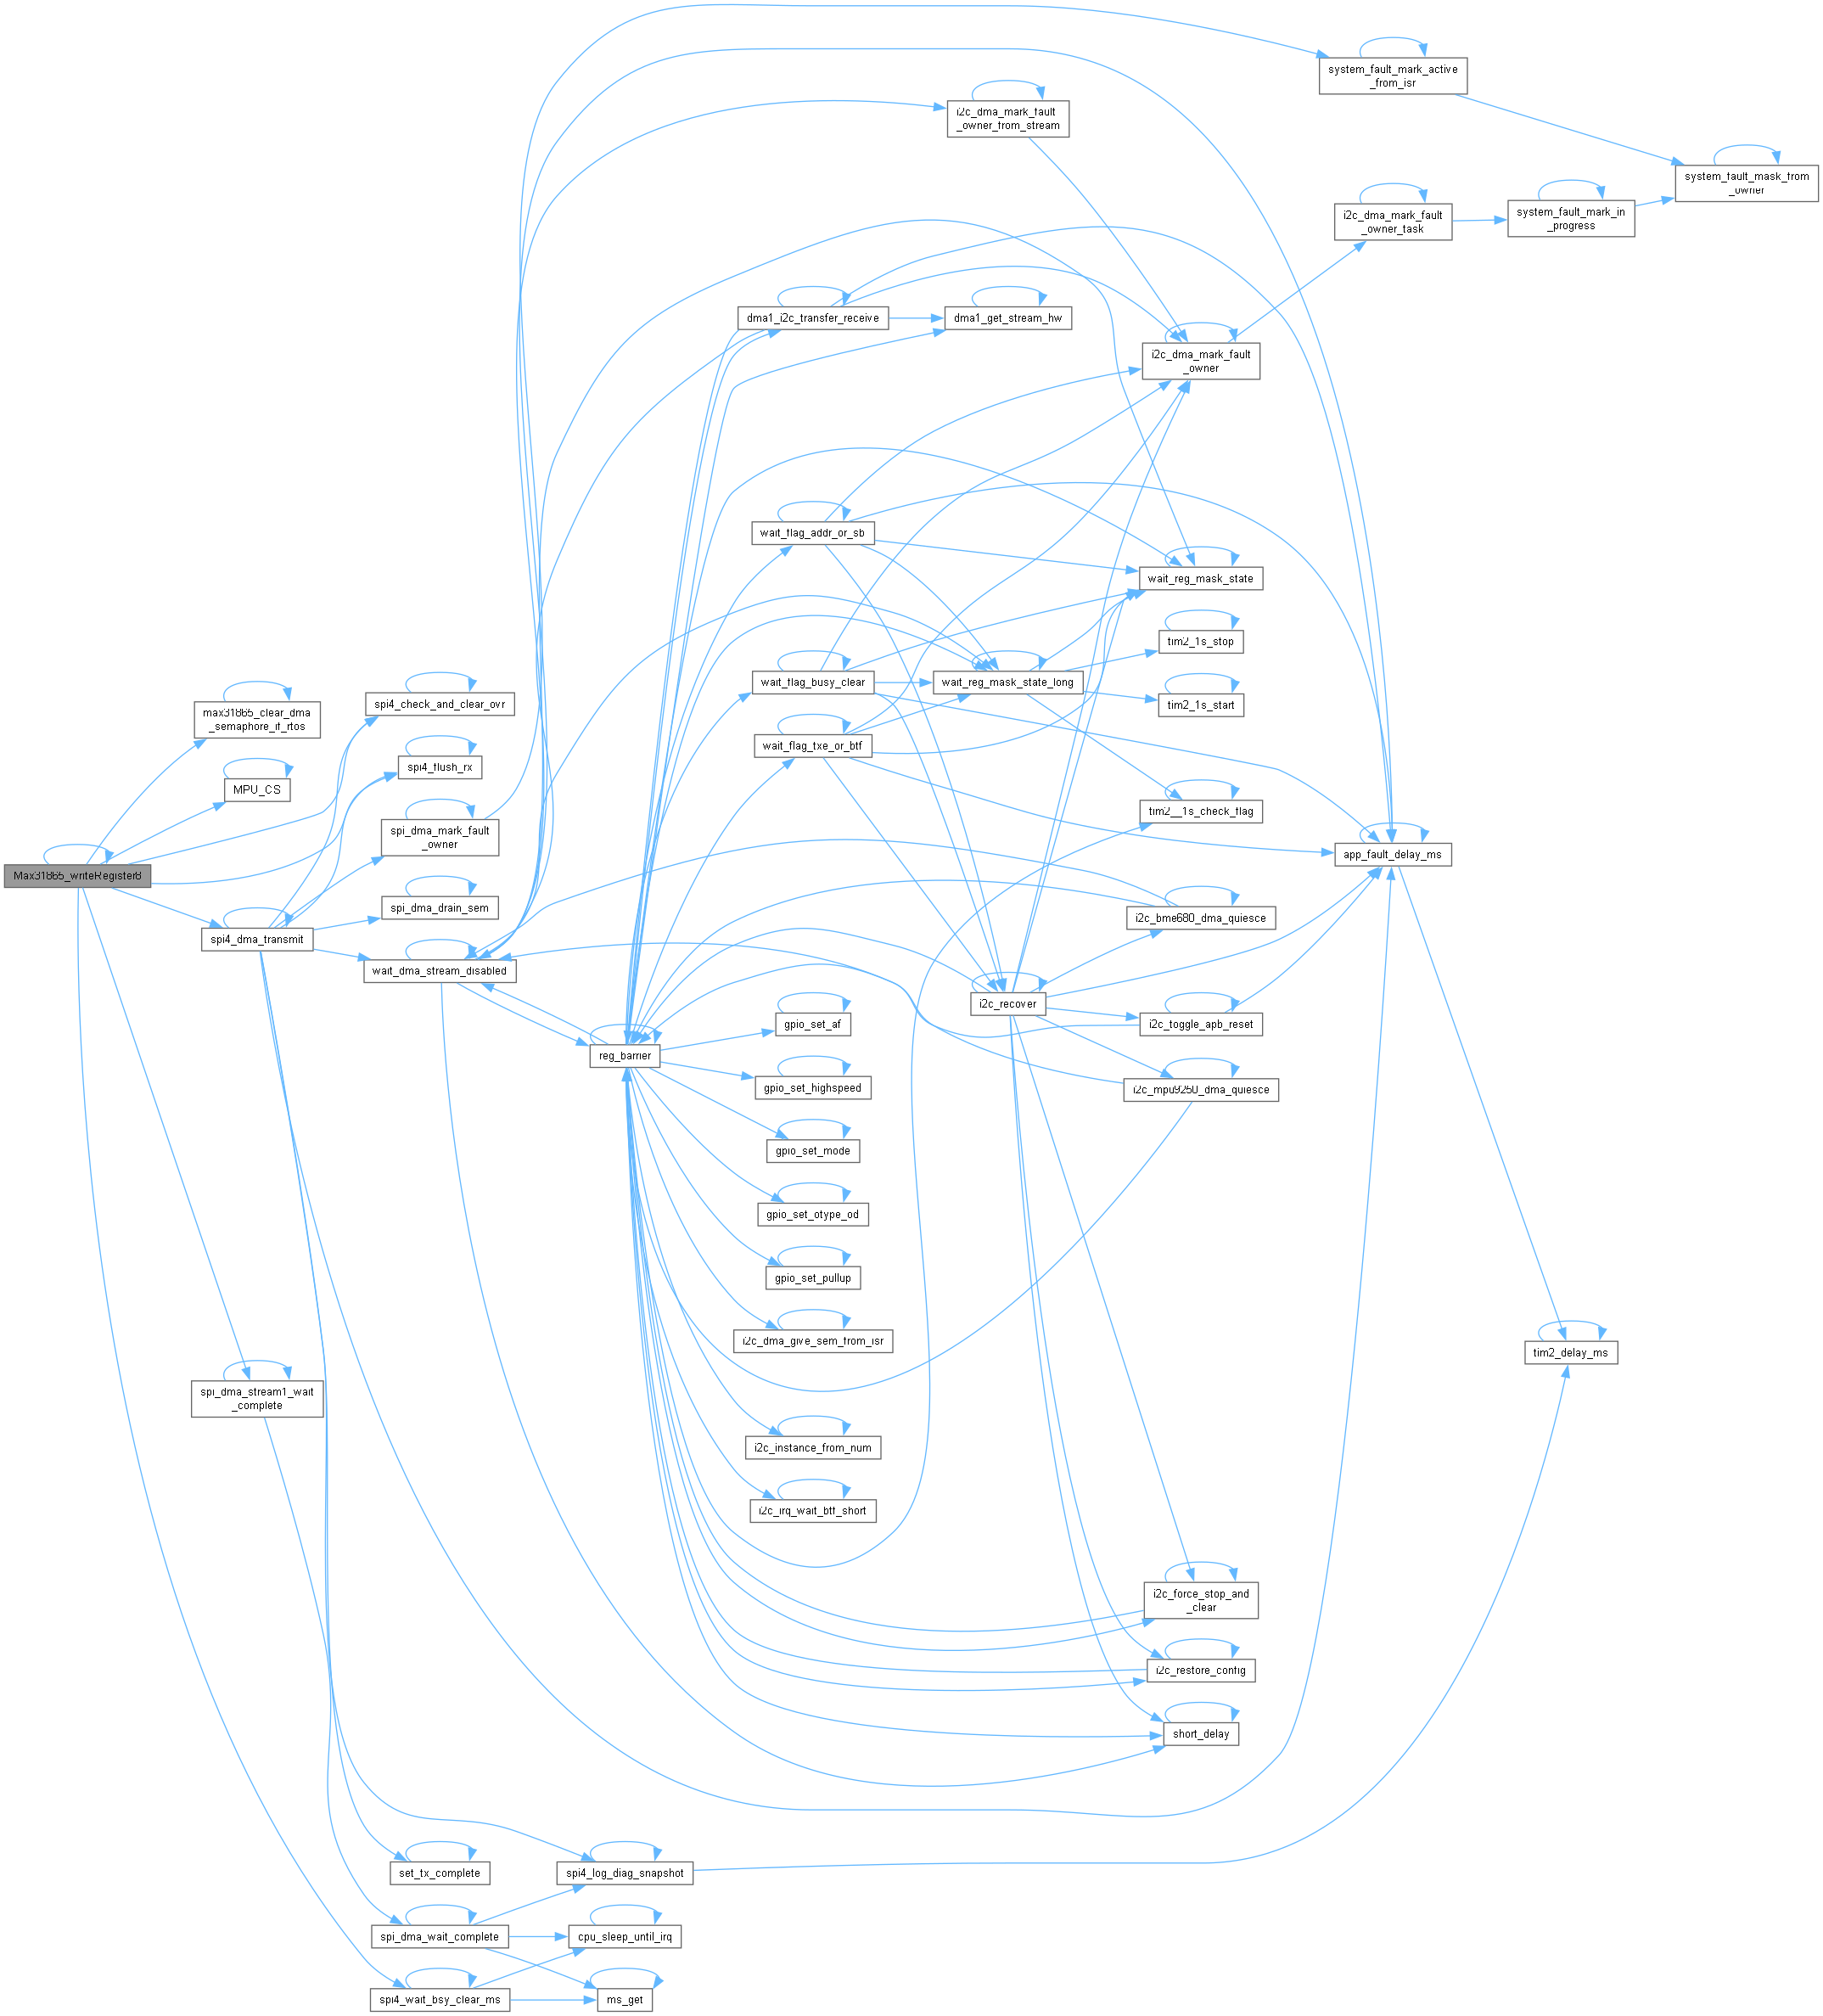 system_fault_mark_active
_from_isr
i2c_dma_mark_fault
_owner_from_stream
system_fault_mask_from
_owner
i2c_dma_mark_fault
_owner_task
system_fault_mark_in
_progress
dma1_i2c_transfer_receive
dma1_get_stream_hw
i2c_dma_mark_fault
_owner
wait_flag_addr_or_sb
wait_reg_mask_state
tim2_1s_stop
wait_flag_busy_clear
wait_reg_mask_state_long
spi4_check_and_clear_ovr
tim2_1s_start
max31865_clear_dma
_semaphore_if_rtos
wait_flag_txe_or_btf
spi4_flush_rx
MPU_CS
tim2__1s_check_flag
spi_dma_mark_fault
_owner
app_fault_delay_ms
Max31865_writeRegister8
spi_dma_drain_sem
i2c_bme680_dma_quiesce
spi4_dma_transmit
wait_dma_stream_disabled
i2c_recover
gpio_set_af
i2c_toggle_apb_reset
reg_barrier
gpio_set_highspeed
i2c_mpu9250_dma_quiesce
gpio_set_mode
gpio_set_otype_od
gpio_set_pullup
i2c_dma_give_sem_from_isr
tim2_delay_ms
spi_dma_stream1_wait
_complete
i2c_instance_from_num
i2c_irq_wait_btf_short
i2c_force_stop_and
_clear
i2c_restore_config
short_delay
set_tx_complete
spi4_log_diag_snapshot
spi_dma_wait_complete
cpu_sleep_until_irq
spi4_wait_bsy_clear_ms
ms_get